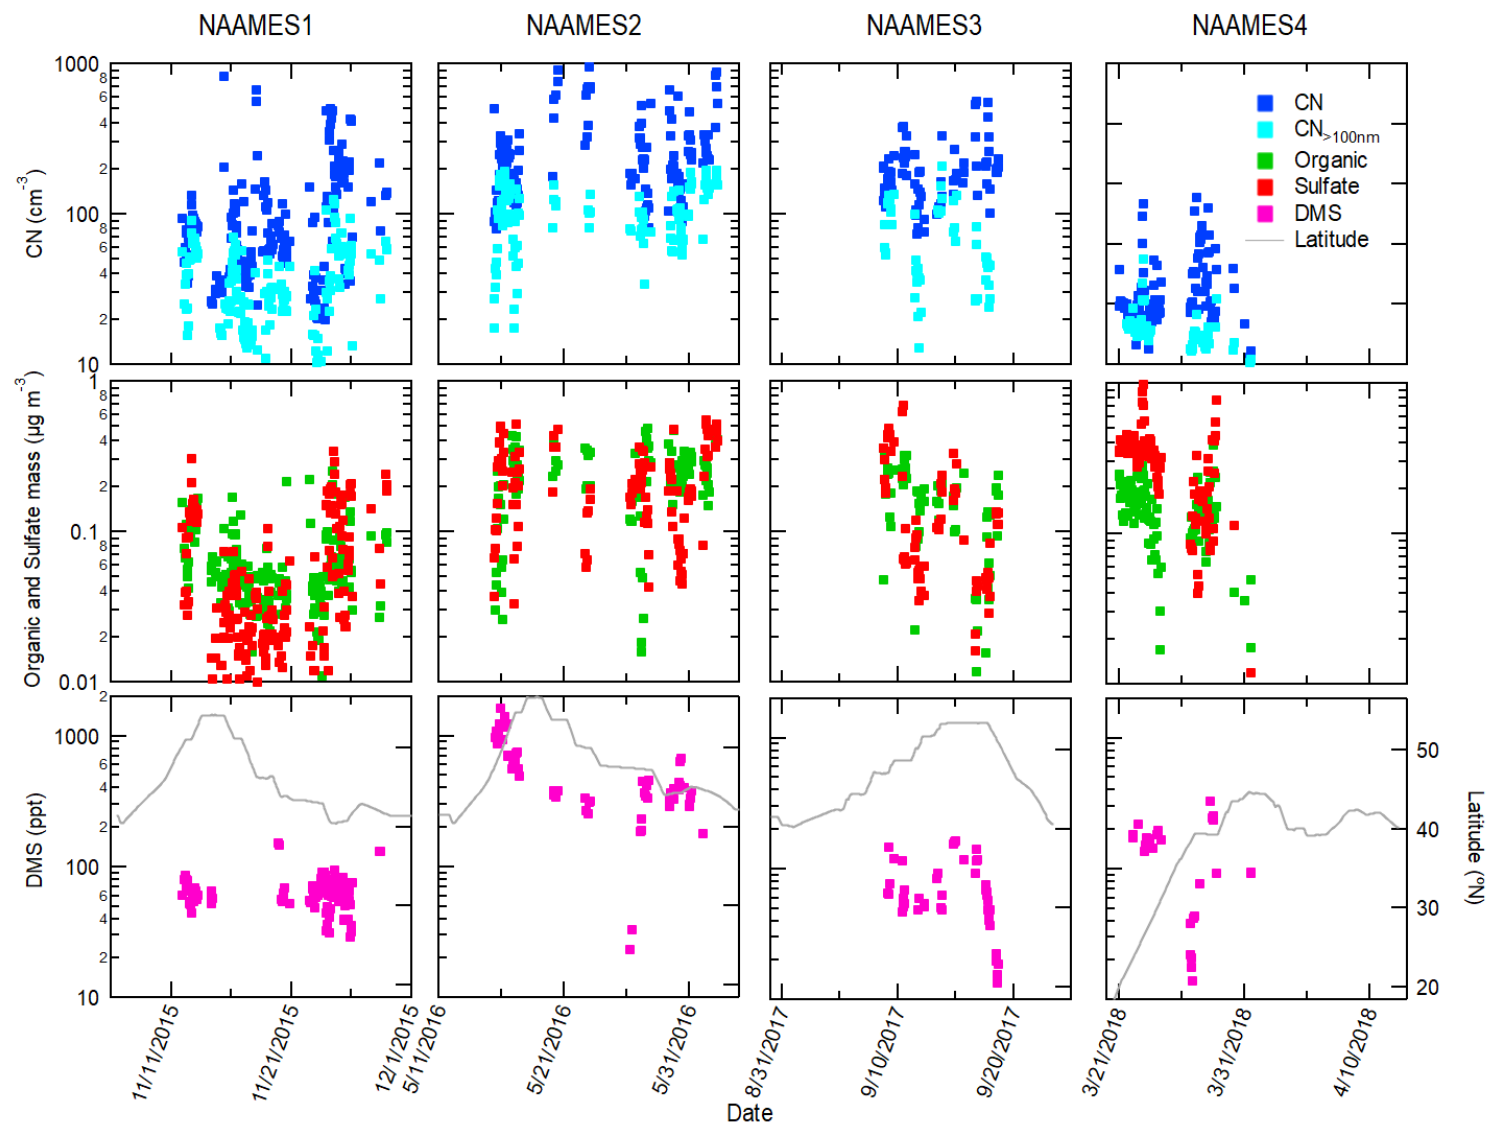 NAAMES1 NAAMES2 NAAMES3 NAAMES4
CN (cm⁻³)
1000
8
6
4
2
100
8
6
4
2
10
CN
CN>100nm
Organic
Sulfate
DMS
Latitude
Organic and Sulfate mass (µg m⁻³)
1
8
6
4
2
0.1
8
6
4
2
0.01
DMS (ppt)
2
1000
8
6
4
2
100
8
6
4
2
10
50
40
30
20
Latitude (ºN)
11/11/2015 11/21/2015 12/1/2015 5/11/2016 5/21/2016 5/31/2016 8/31/2017 9/10/2017 9/20/2017 3/21/2018 3/31/2018 4/10/2018
Date